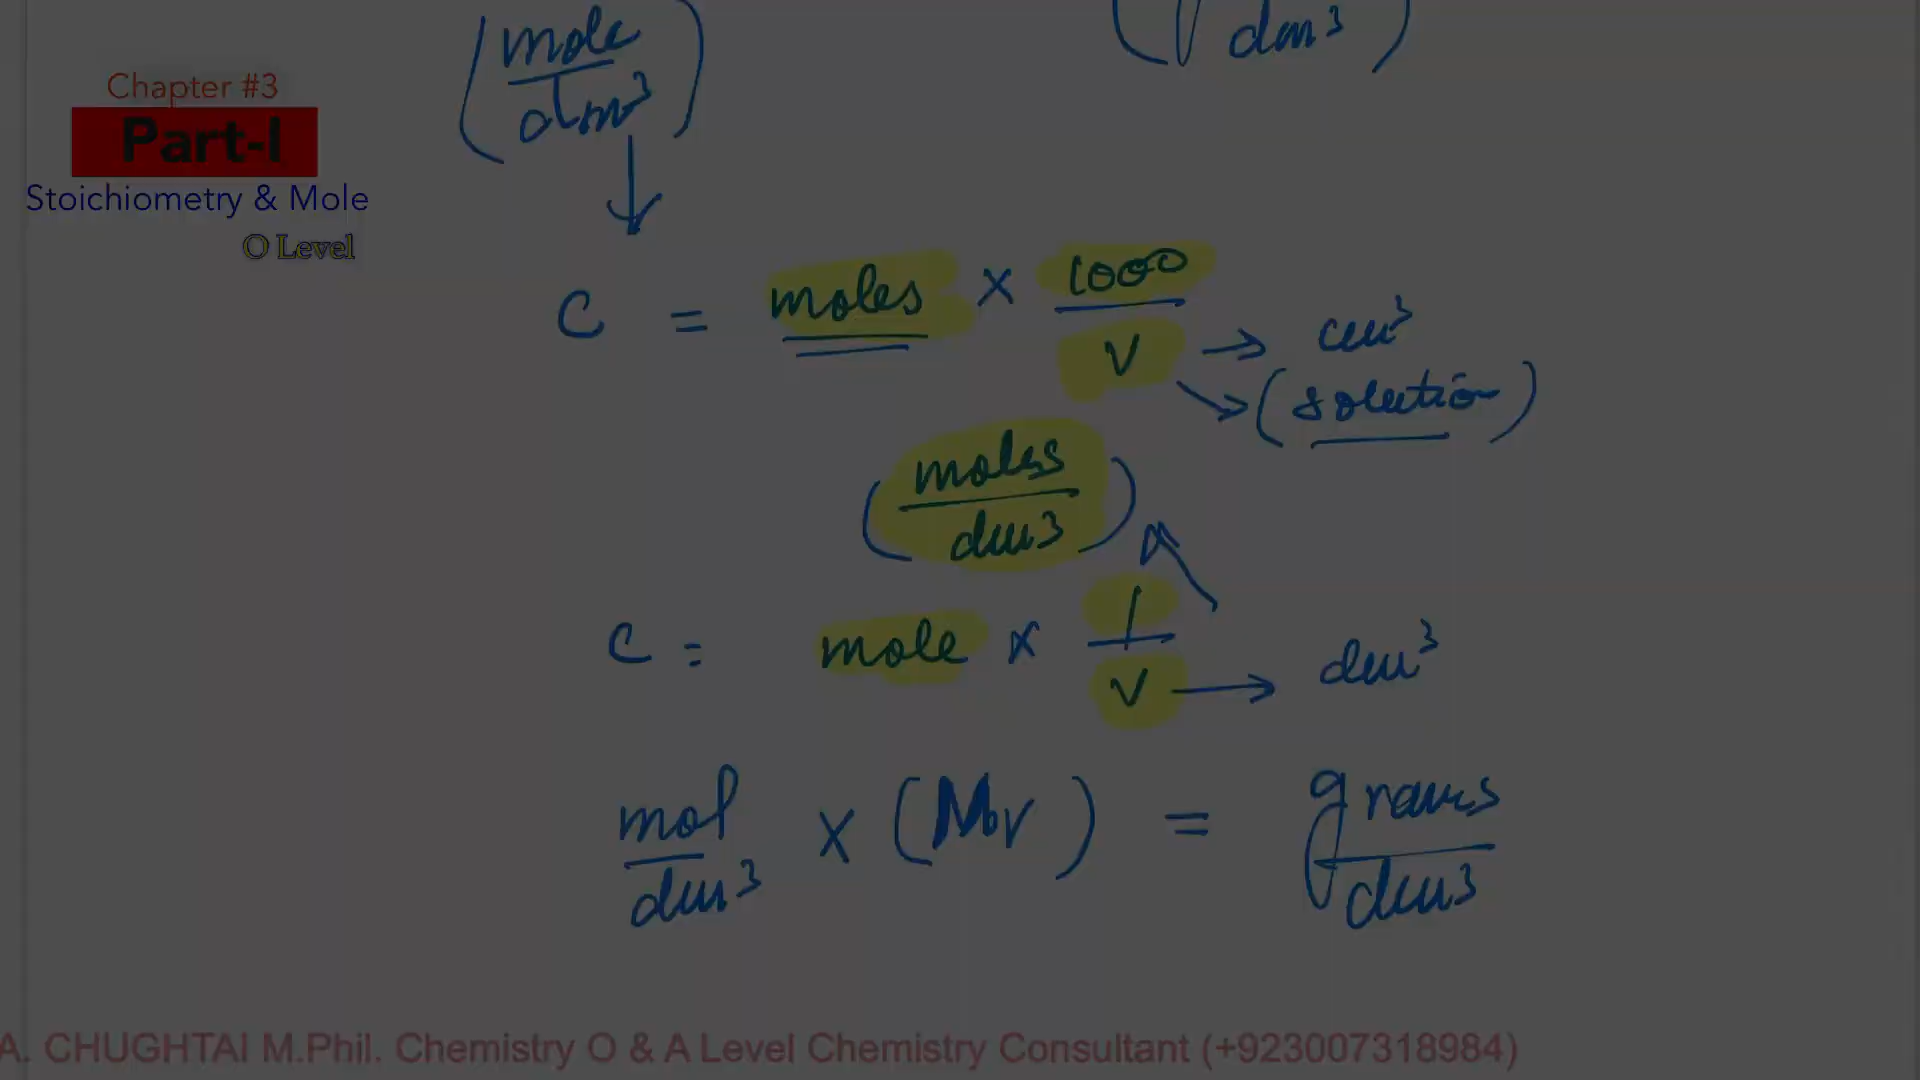 (mole/dm³)
dm³)
Chapter #3
Part-I
Stoichiometry & Mole
O Level
C = moles × 1000/V → cm³
→ (solution)
(moles/dm³)
C = mole × 1/V → dm³
mol/dm³ × (Mr) = grams/dm³
A. CHUGHTAI M.Phil. Chemistry O & A Level Chemistry Consultant (+923007318984)